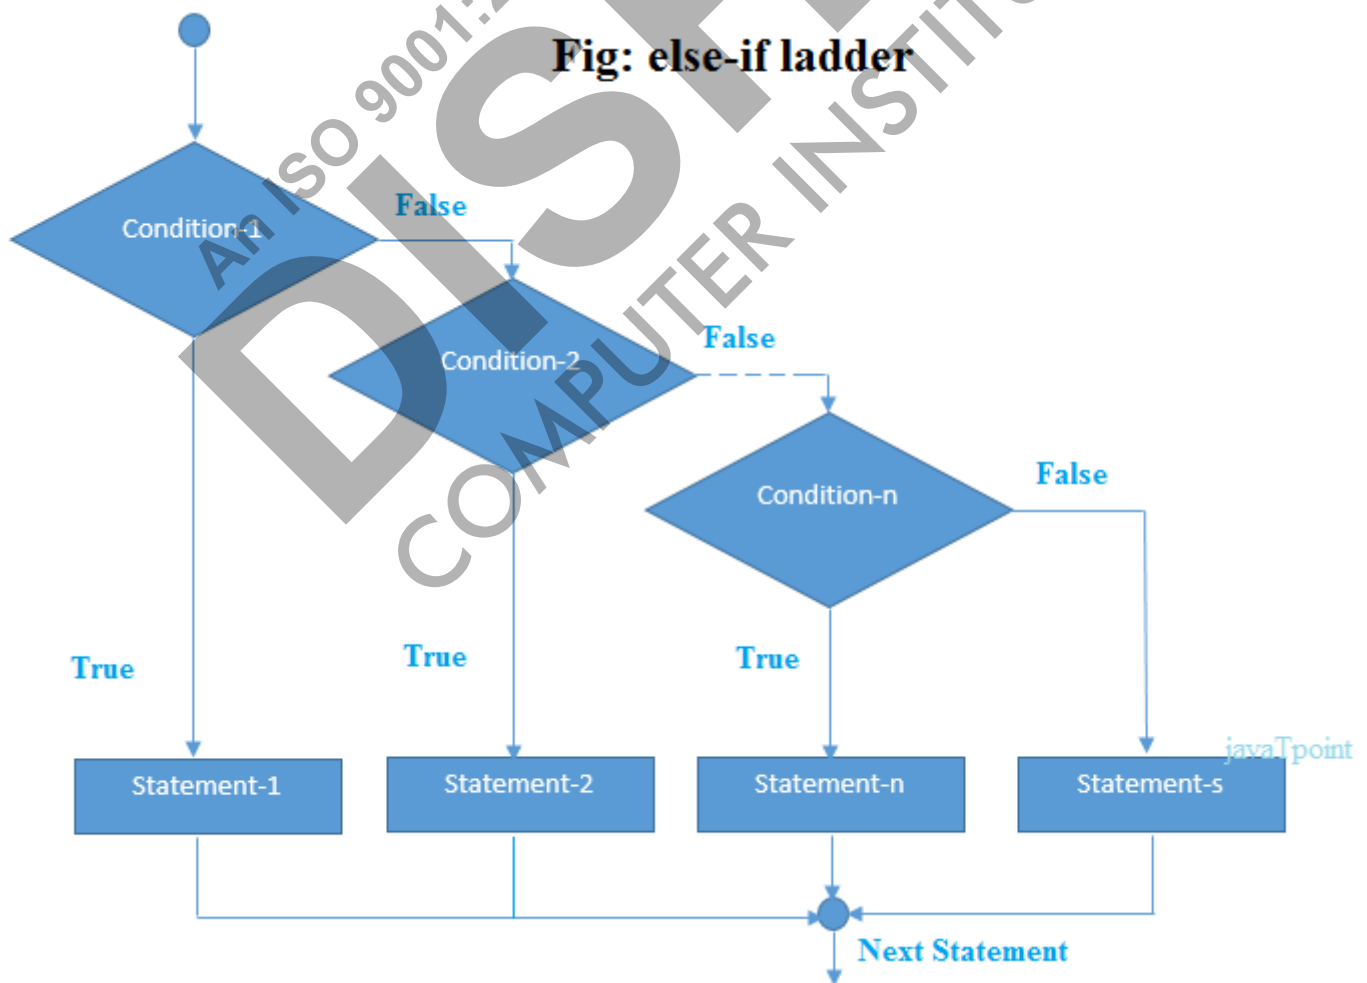 Fig: else-if ladder
An ISO 9001:2
COMPUTER INSTIT
Condition-1
False
Condition-2
False
Condition-n
False
True
True
True
Statement-1
Statement-2
Statement-n
Statement-s
javaTpoint
Next Statement